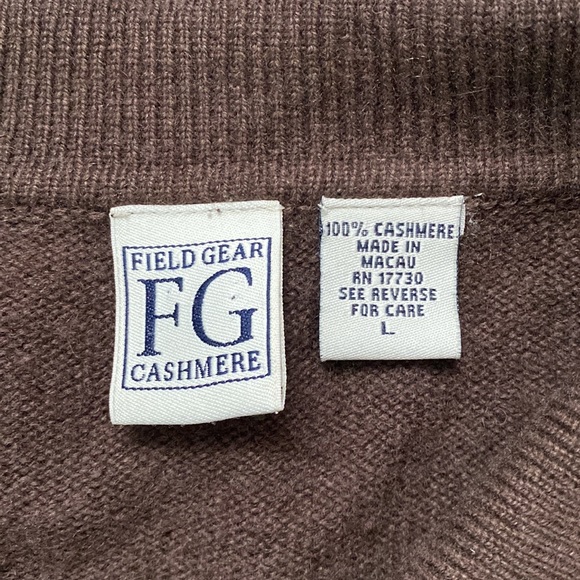 FIELD GEAR
FG
CASHMERE
100% CASHMERE
MADE IN
MACAU
RN 17730
SEE REVERSE
FOR CARE
L